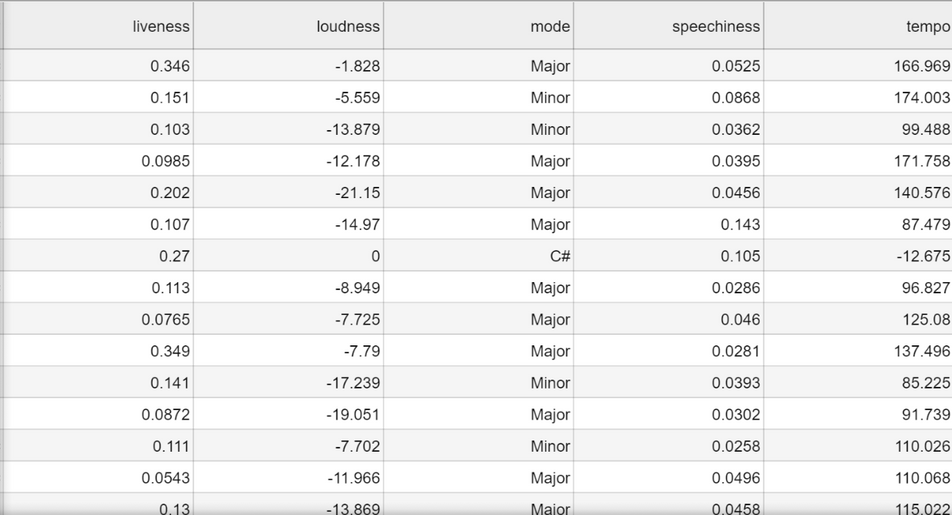 liveness loudness mode speechiness tempo
0.346 -1.828 Major 0.0525 166.969
0.151 -5.559 Minor 0.0868 174.003
0.103 -13.879 Minor 0.0362 99.488
0.0985 -12.178 Major 0.0395 171.758
0.202 -21.15 Major 0.0456 140.576
0.107 -14.97 Major 0.143 87.479
0.27 0 C# 0.105 -12.675
0.113 -8.949 Major 0.0286 96.827
0.0765 -7.725 Major 0.046 125.08
0.349 -7.79 Major 0.0281 137.496
0.141 -17.239 Minor 0.0393 85.225
0.0872 -19.051 Major 0.0302 91.739
0.111 -7.702 Minor 0.0258 110.026
0.0543 -11.966 Major 0.0496 110.068
0.13 -13.869 Major 0.0458 115.022